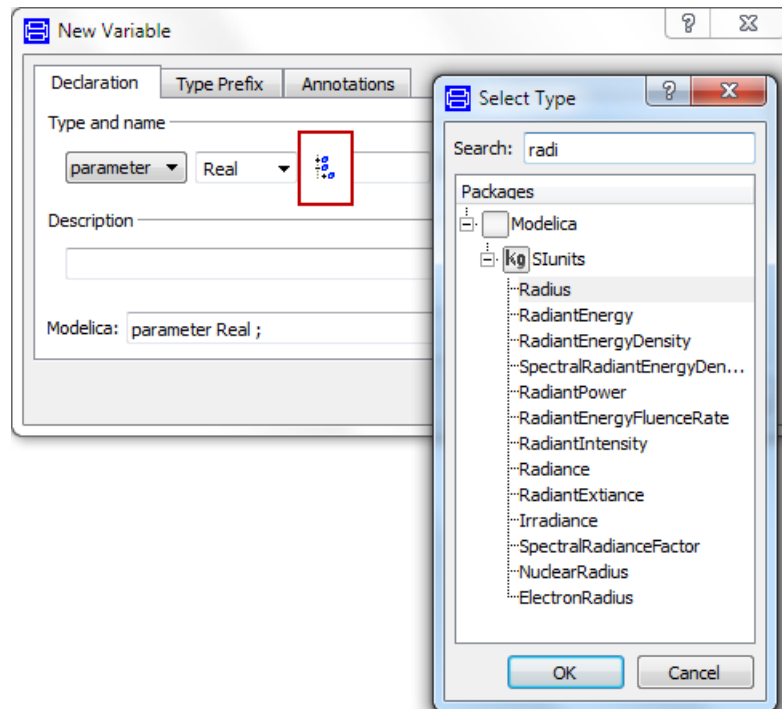 New Variable
Declaration Type Prefix Annotations
Type and name
parameter Real
Description
Modelica: parameter Real ;
Select Type
Search: radi
Packages
Modelica
kg SIunits
Radius
RadiantEnergy
RadiantEnergyDensity
SpectralRadiantEnergyDen...
RadiantPower
RadiantEnergyFluenceRate
RadiantIntensity
Radiance
RadiantExtiance
Irradiance
SpectralRadianceFactor
NuclearRadius
ElectronRadius
OK Cancel